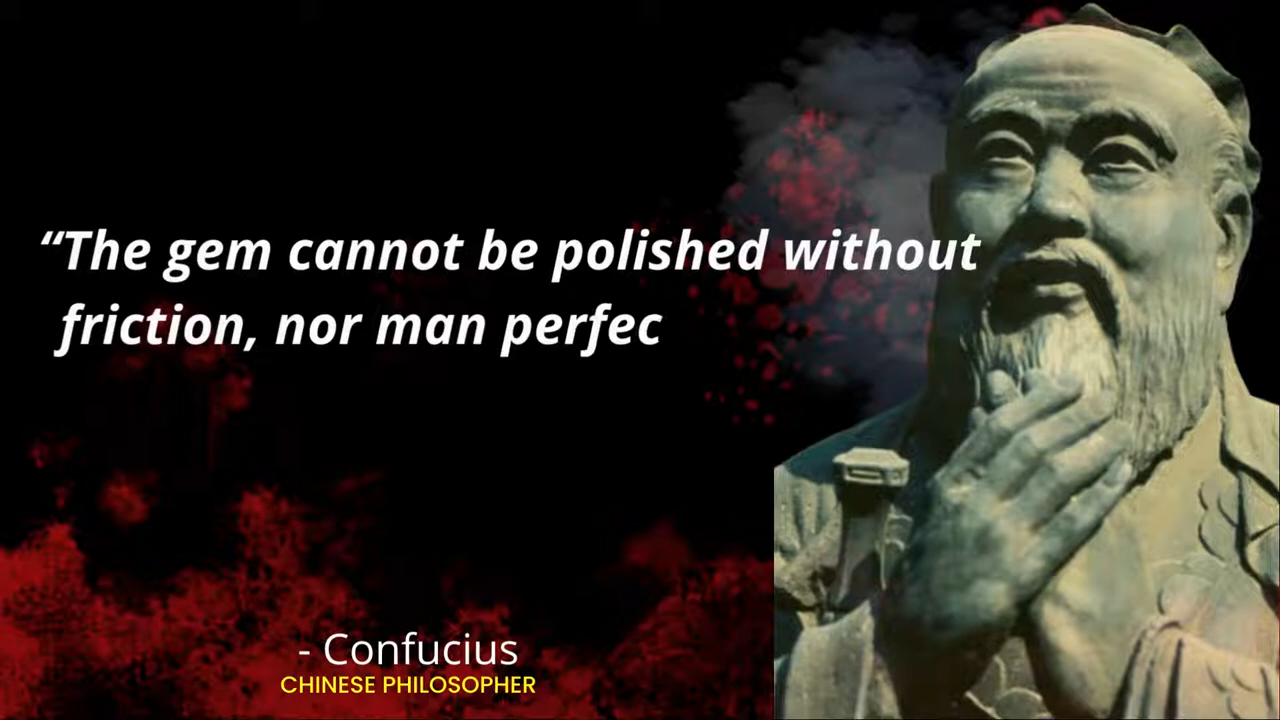 “The gem cannot be polished without
friction, nor man perfec
- Confucius
CHINESE PHILOSOPHER